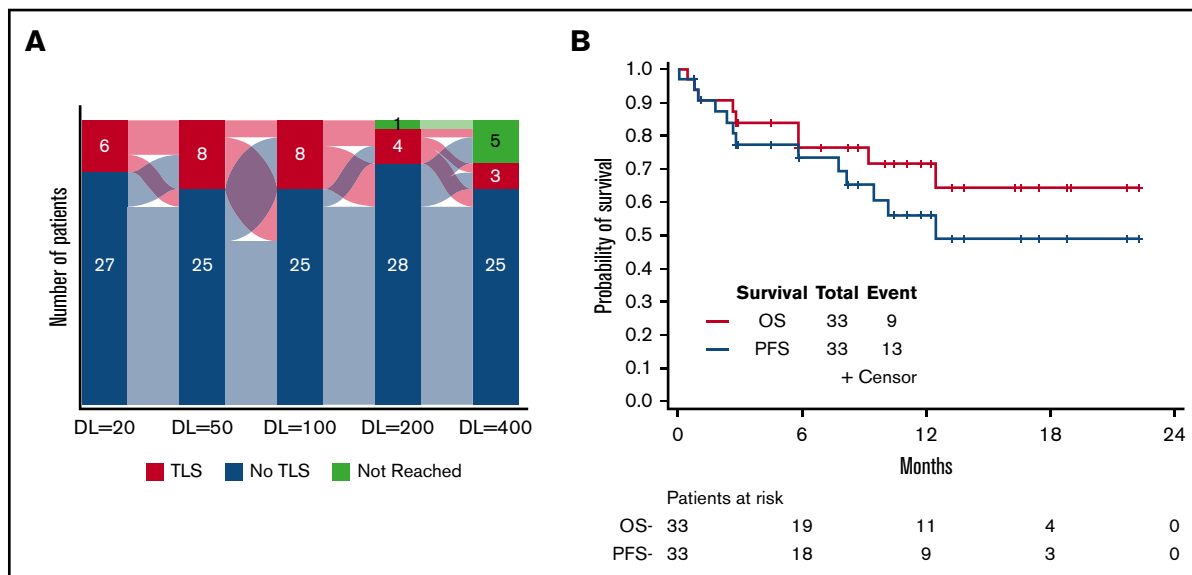 A
Number of patients
6
8
8
1
4
5
3
27
25
25
28
25
DL=20 DL=50 DL=100 DL=200 DL=400
TLS No TLS Not Reached
B
Probability of survival
1.0
0.9
0.8
0.7
0.6
0.5
0.4
0.3
0.2
0.1
0.0
Survival Total Event
OS 33 9
PFS 33 13
+ Censor
0 6 12 18 24
Months
Patients at risk
OS- 33 19 11 4 0
PFS- 33 18 9 3 0